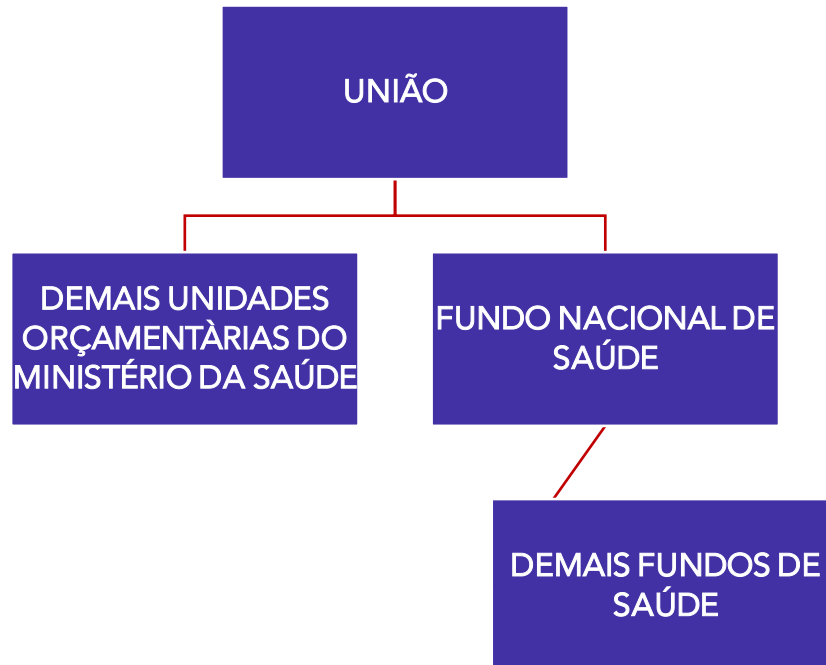 UNIÃO
DEMAIS UNIDADES
ORÇAMENTÀRIAS DO
MINISTÉRIO DA SAÚDE
FUNDO NACIONAL DE
SAÚDE
DEMAIS FUNDOS DE
SAÚDE